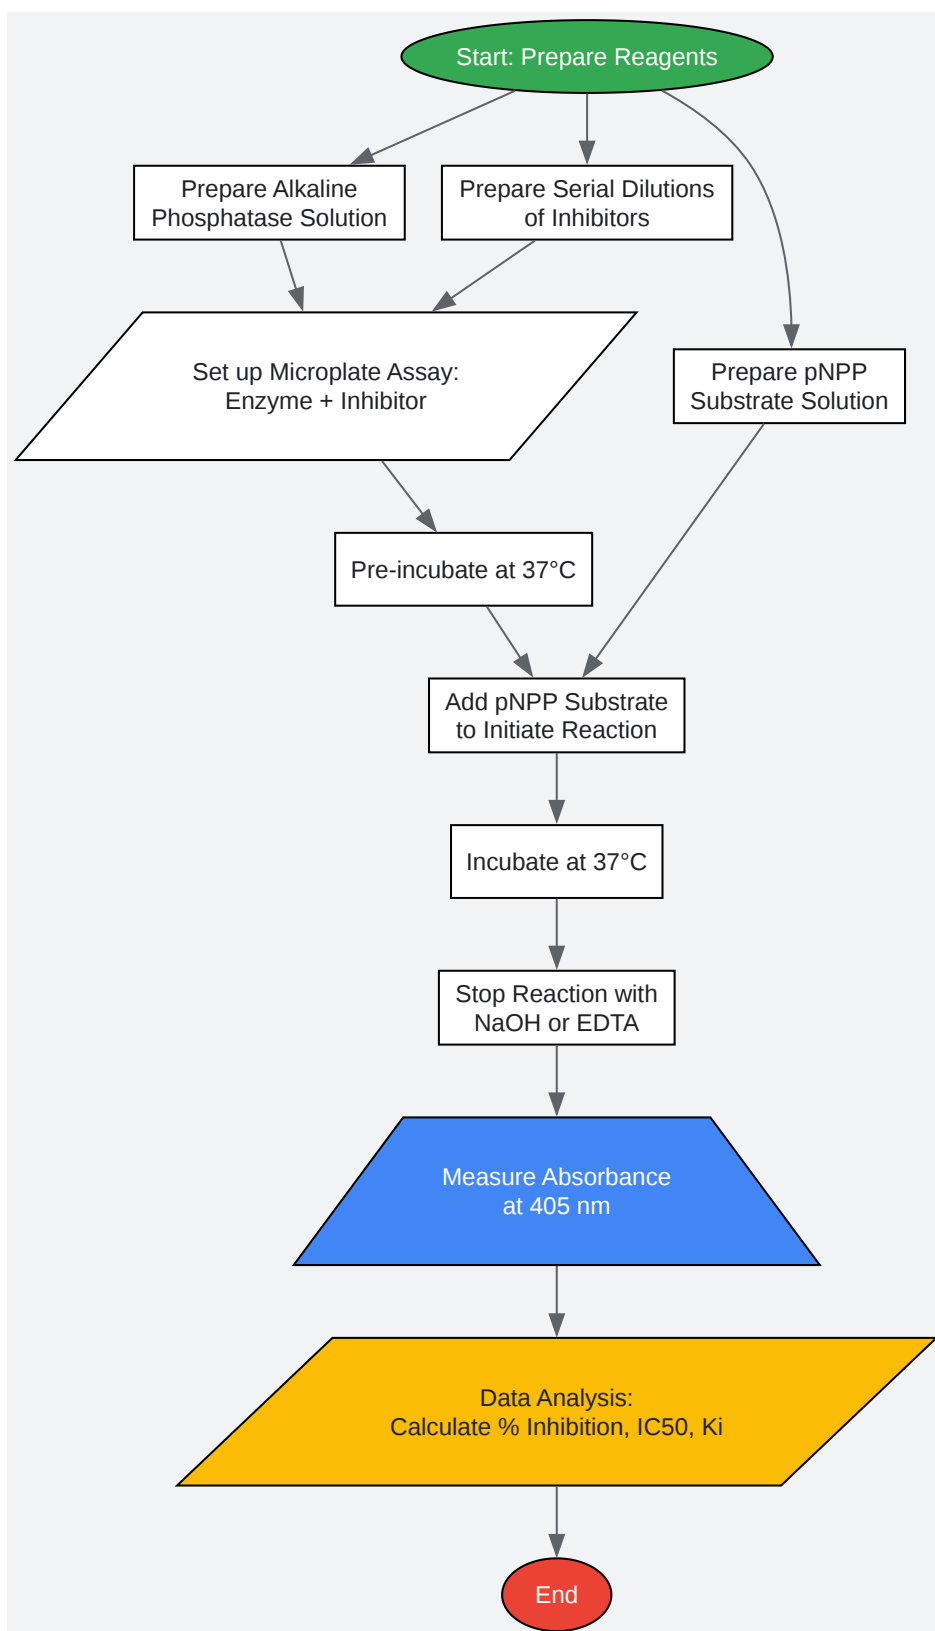 Start: Prepare Reagents
Prepare Alkaline
Phosphatase Solution
Prepare Serial Dilutions
of Inhibitors
Set up Microplate Assay:
Enzyme + Inhibitor
Prepare pNPP
Substrate Solution
Pre-incubate at 37°C
Add pNPP Substrate
to Initiate Reaction
Incubate at 37°C
Stop Reaction with
NaOH or EDTA
Measure Absorbance
at 405 nm
Data Analysis:
Calculate % Inhibition, IC50, Ki
End